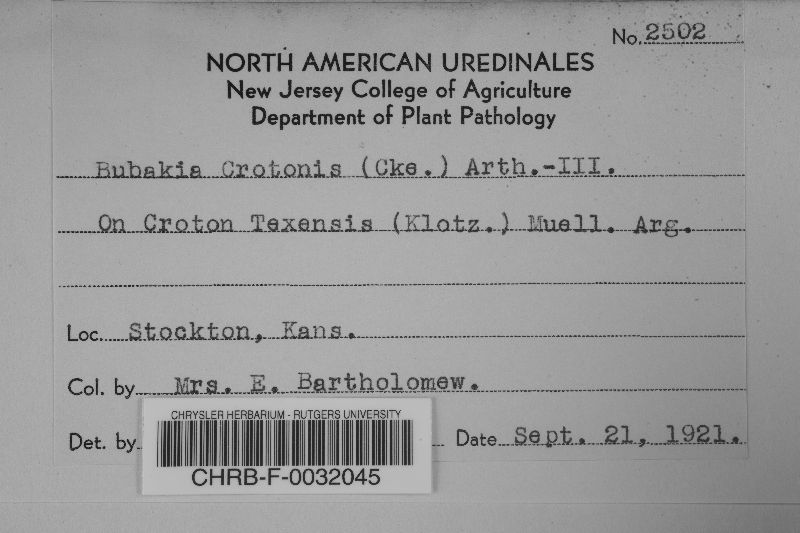 No. 2502
NORTH AMERICAN UREDINALES
New Jersey College of Agriculture
Department of Plant Pathology
Bubakia Crotonis (Cke.) Arth.-III.
On Croton Texensis (Klotz.) Muell. Arg.
Loc. Stockton, Kans.
Col. by Mrs. E. Bartholomew.
Det. by Date Sept. 21, 1921.
CHRYSLER HERBARIUM - RUTGERS UNIVERSITY
CHRB-F-0032045